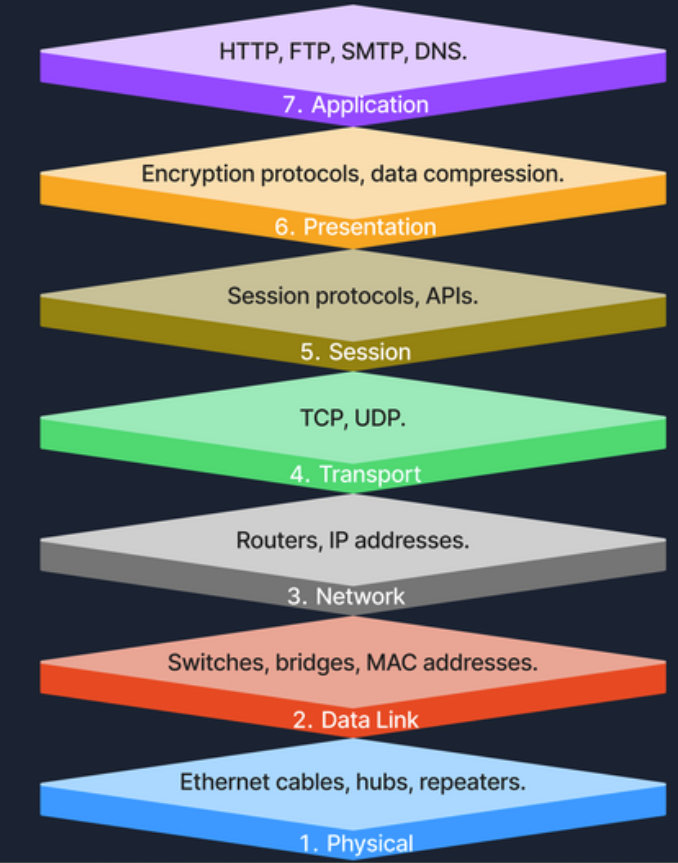 HTTP, FTP, SMTP, DNS.
7. Application
Encryption protocols, data compression.
6. Presentation
Session protocols, APIs.
5. Session
TCP, UDP.
4. Transport
Routers, IP addresses.
3. Network
Switches, bridges, MAC addresses.
2. Data Link
Ethernet cables, hubs, repeaters.
1. Physical